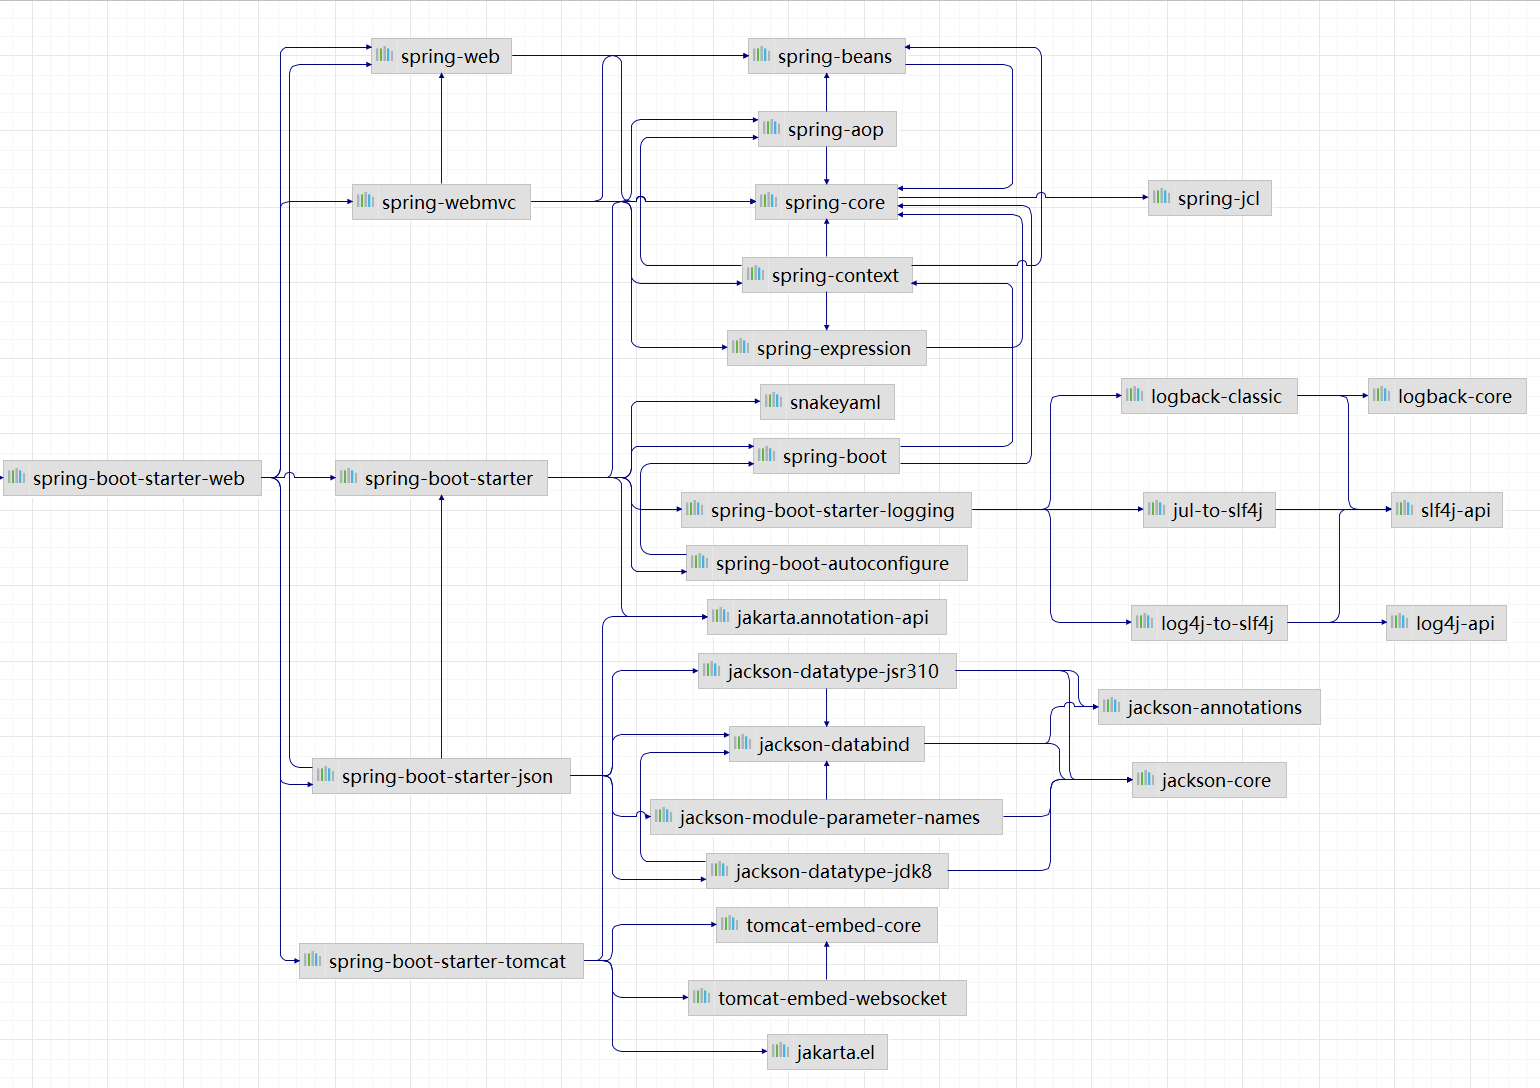 spring-web
spring-beans
spring-aop
spring-webmvc
spring-core
spring-jcl
spring-context
spring-expression
snakeyaml
logback-classic
logback-core
spring-boot
spring-boot-starter-web
spring-boot-starter
spring-boot-starter-logging
jul-to-slf4j
slf4j-api
spring-boot-autoconfigure
jakarta.annotation-api
log4j-to-slf4j
log4j-api
jackson-datatype-jsr310
jackson-annotations
jackson-databind
spring-boot-starter-json
jackson-core
jackson-module-parameter-names
jackson-datatype-jdk8
tomcat-embed-core
spring-boot-starter-tomcat
tomcat-embed-websocket
jakarta.el